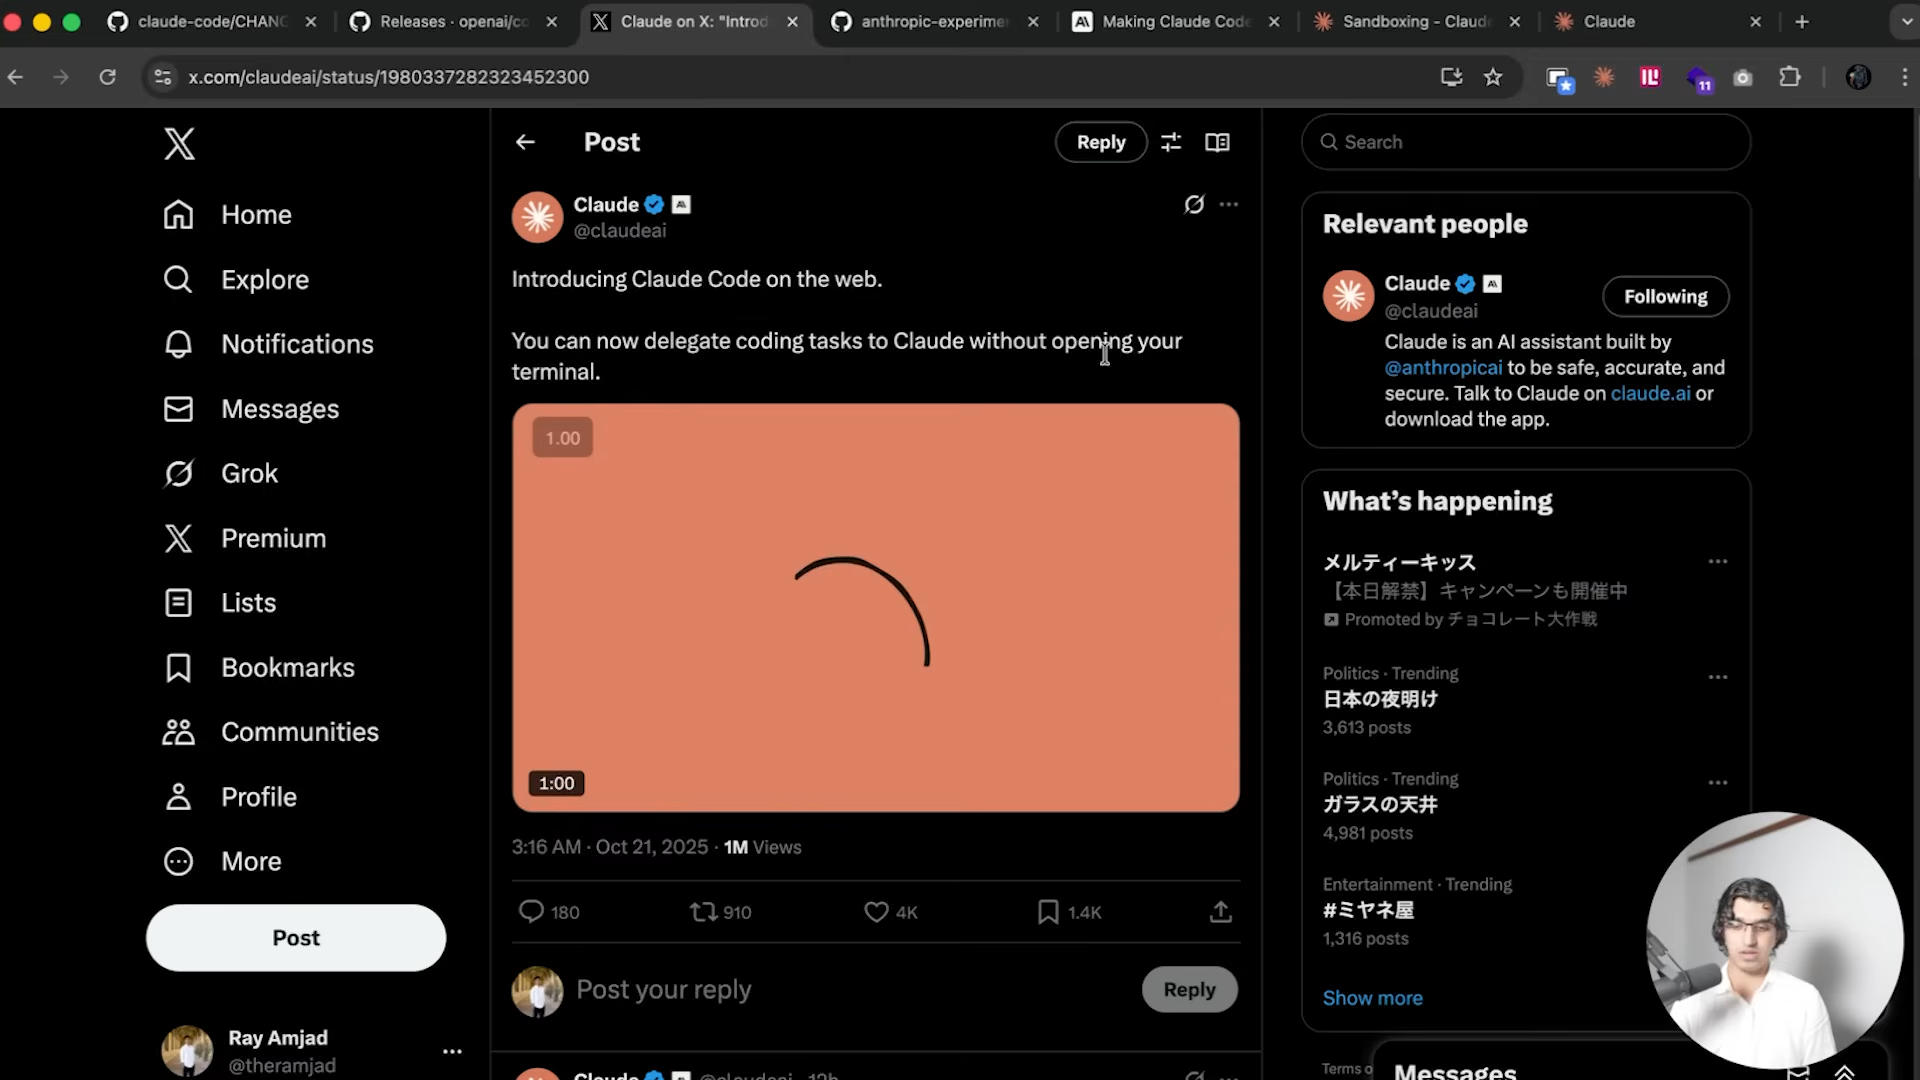 claude-code/CHANG
Releases · openai/co
Claude on X: "Introd
anthropic-experimen
Making Claude Code
Sandboxing - Claude
Claude
x.com/claudeai/status/1980337282323452300
11
Home
Explore
Notifications
Messages
Grok
Premium
Lists
Bookmarks
Communities
Profile
More
Post
Ray Amjad
@theramjad
Post
Reply
Claude
@claudeai
Introducing Claude Code on the web.
You can now delegate coding tasks to Claude without opening your
terminal.
1.00
1:00
3:16 AM · Oct 21, 2025 · 1M Views
180
910
4K
1.4K
Post your reply
Reply
Claude @claudeai · 12h
Search
Relevant people
Claude
@claudeai
Following
Claude is an AI assistant built by
@anthropicai to be safe, accurate, and
secure. Talk to Claude on claude.ai or
download the app.
What's happening
メルティーキッス
【本日解禁】キャンペーンも開催中
Promoted by チョコレート大作戦
Politics · Trending
日本の夜明け
3,613 posts
Politics · Trending
ガラスの天井
4,981 posts
Entertainment · Trending
#ミヤネ屋
1,316 posts
Show more
Terms o
Messages